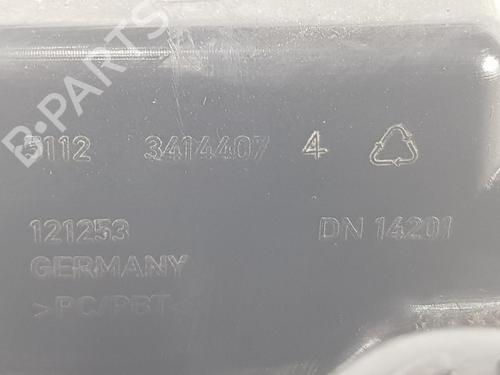 B-PARTS
5112 3414407 4
121253 DN 14201
GERMANY
>PC/PBT<